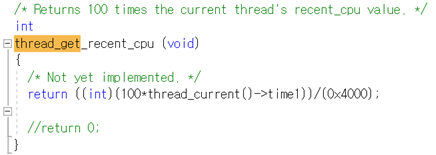 /* Returns 100 times the current thread's recent_cpu value. */
int
thread_get_recent_cpu (void)
{
/* Not yet implemented. */
return ((int)(100*thread_current()->time1))/(0x4000);
//return 0;
}